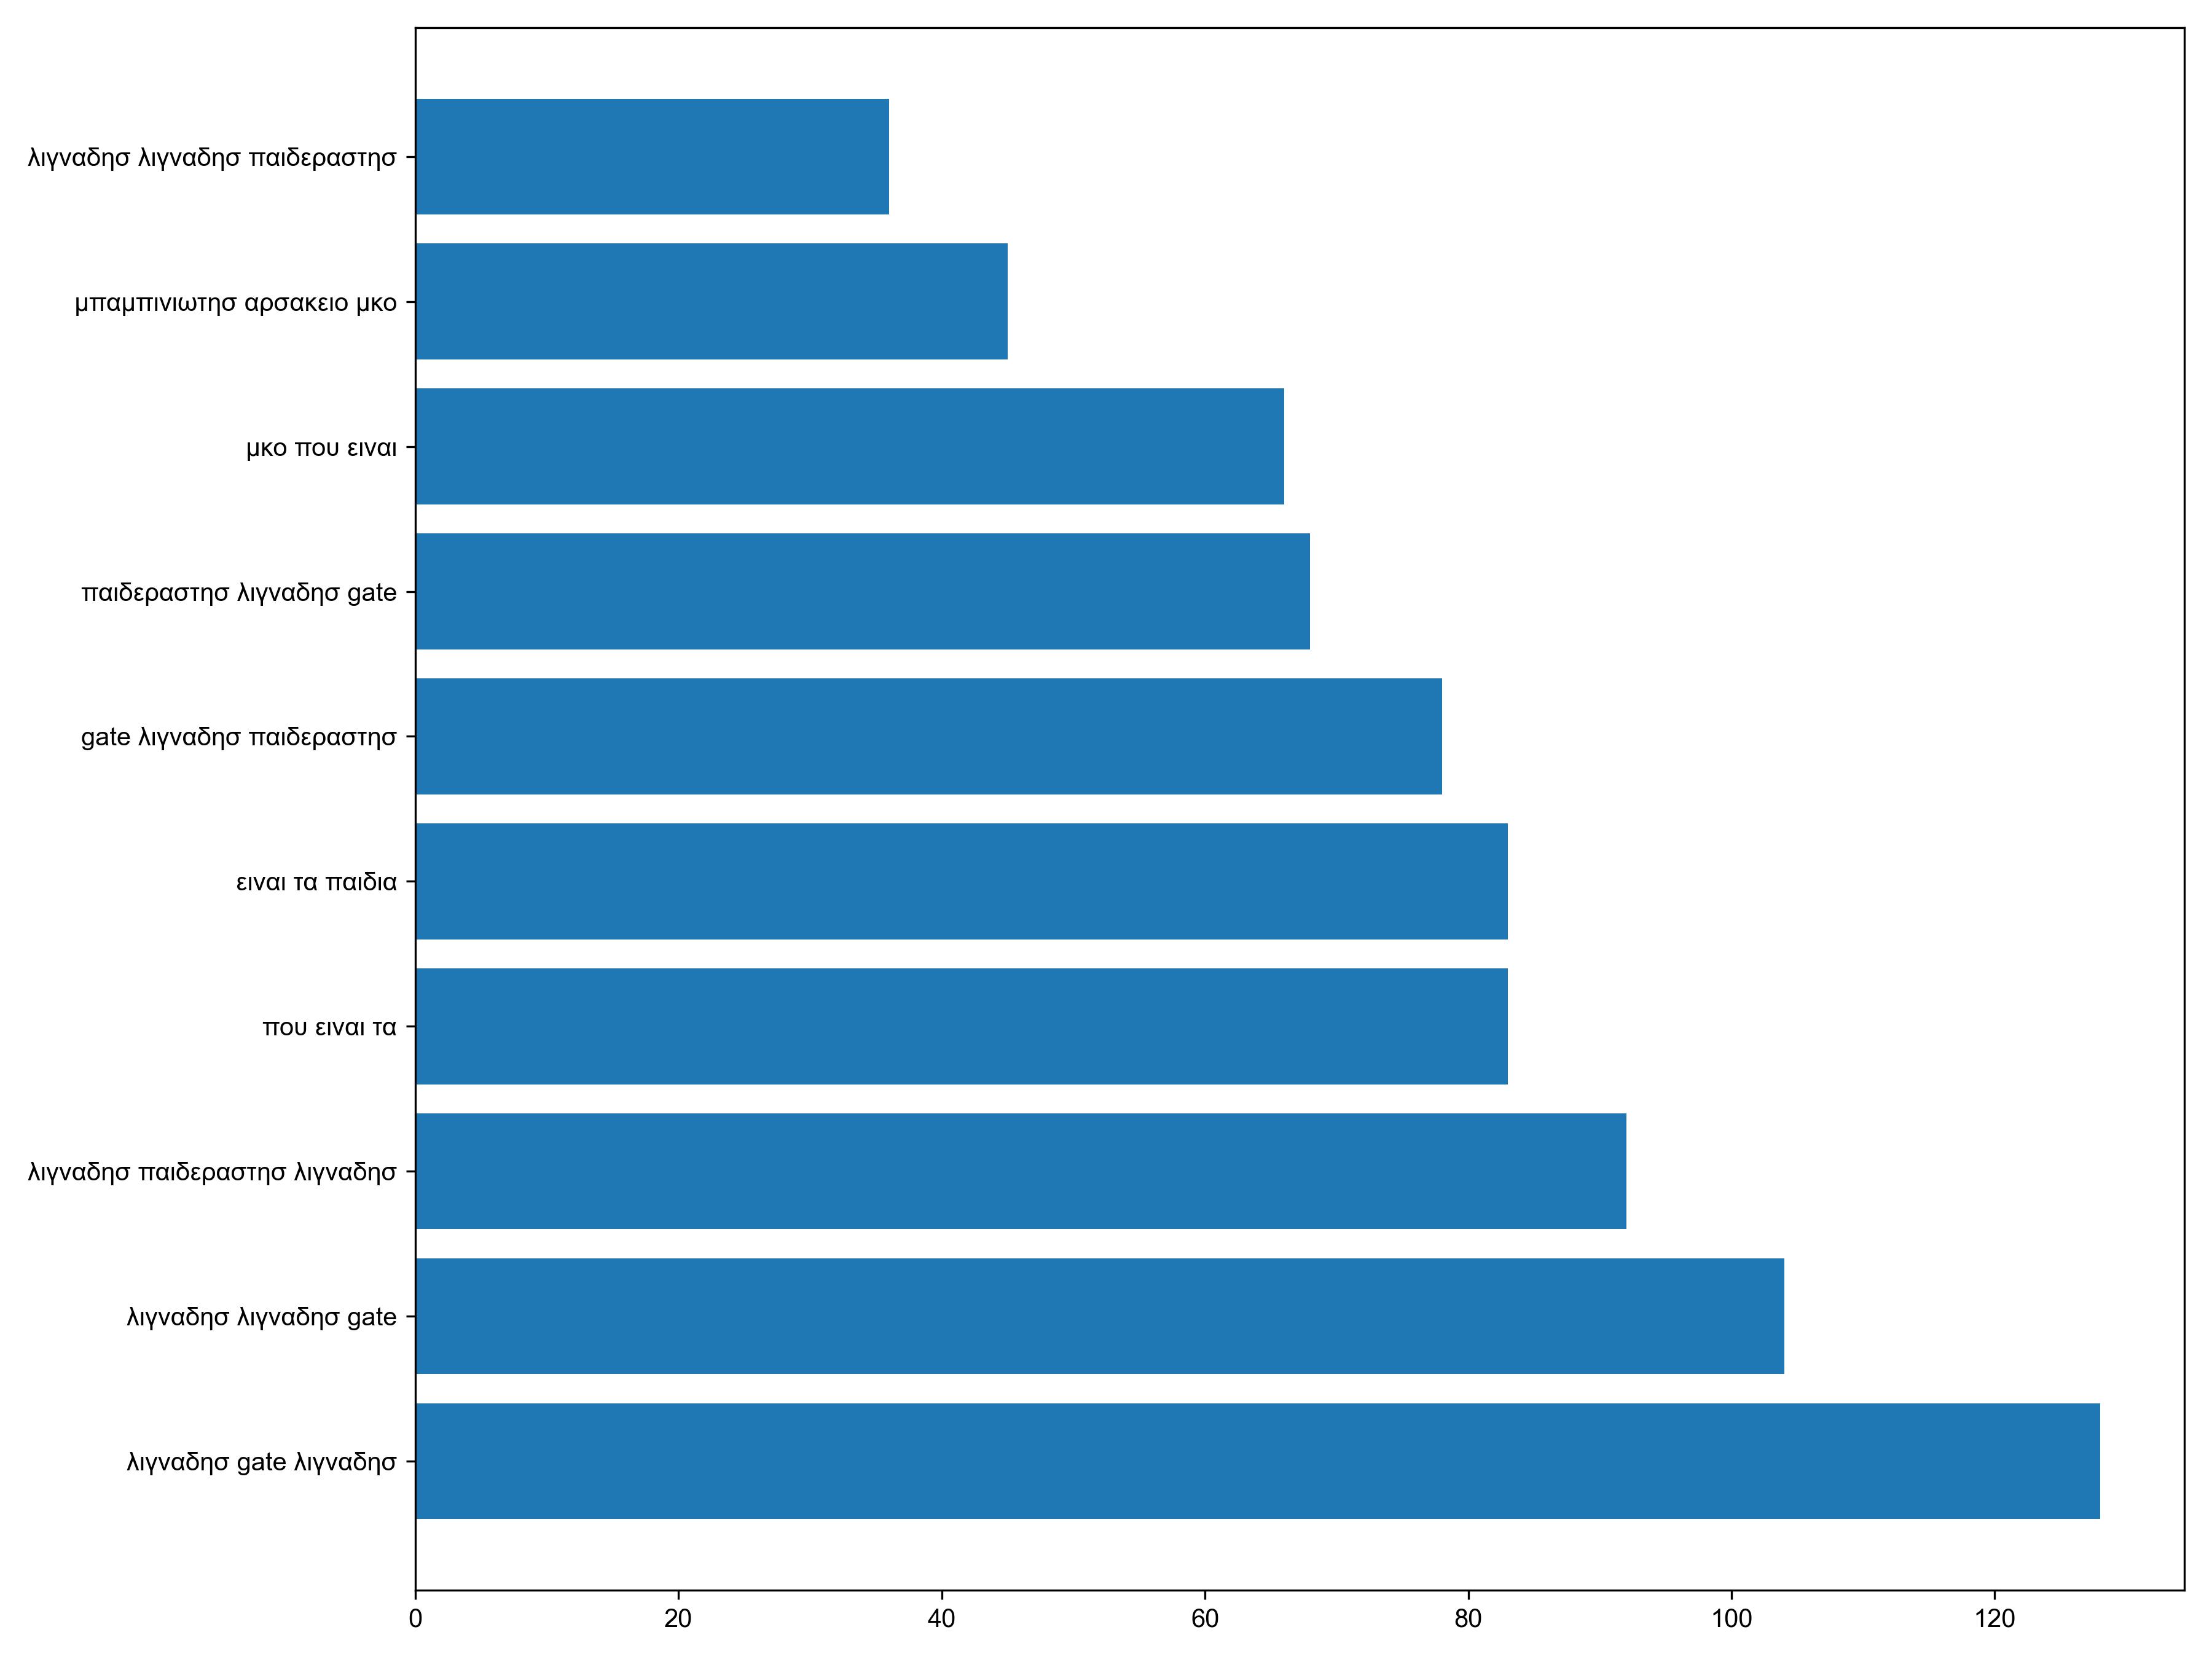 λιγναδησ λιγναδησ παιδεραστησ
μπαμπινιωτησ αρσακειο μκο
μκο που ειναι
παιδεραστησ λιγναδησ gate
gate λιγναδησ παιδεραστησ
ειναι τα παιδια
που ειναι τα
λιγναδησ παιδεραστησ λιγναδησ
λιγναδησ λιγναδησ gate
λιγναδησ gate λιγναδησ
0 20 40 60 80 100 120